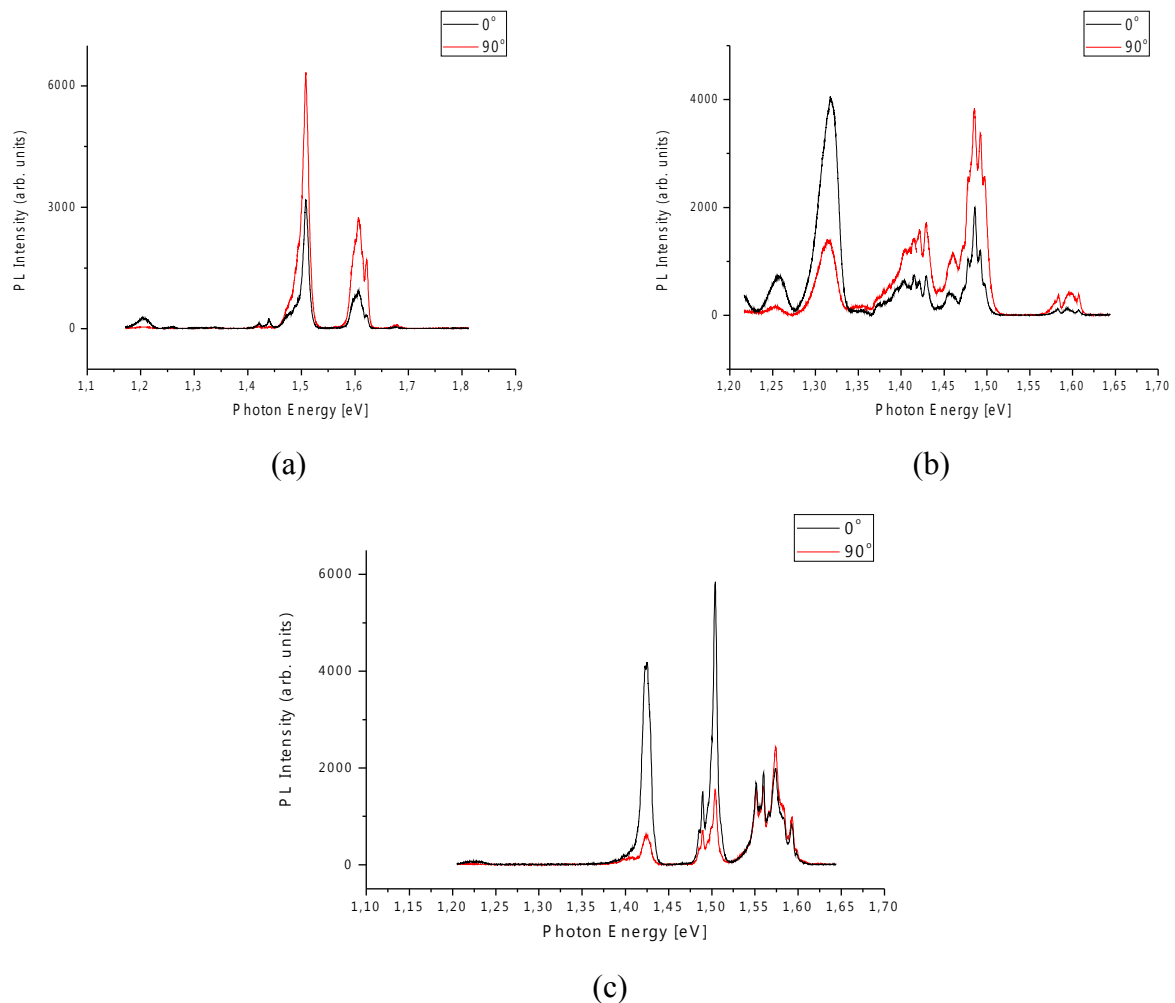 0°
90°
6000
3000
0
PL Intensity (arb. units)
1,1 1,2 1,3 1,4 1,5 1,6 1,7 1,8 1,9
Photon Energy [eV]
(a)
0°
90°
4000
2000
0
PL Intensity (arb. units)
1,20 1,25 1,30 1,35 1,40 1,45 1,50 1,55 1,60 1,65 1,70
Photon Energy [eV]
(b)
0°
90°
6000
4000
2000
0
PL Intensity (arb. units)
1,10 1,15 1,20 1,25 1,30 1,35 1,40 1,45 1,50 1,55 1,60 1,65 1,70
Photon Energy [eV]
(c)